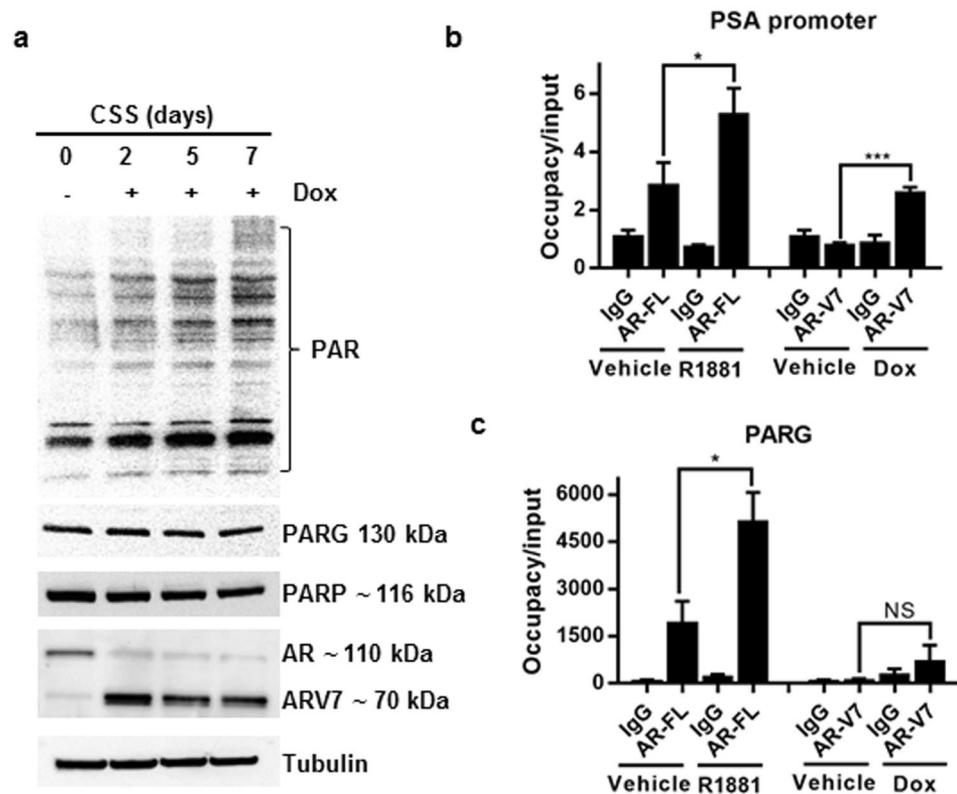 a
CSS (days)
0 2 5 7
- + + + Dox
PAR
PARG 130 kDa
PARP ~ 116 kDa
AR ~ 110 kDa
ARV7 ~ 70 kDa
Tubulin
b
PSA promoter
Occupacy/input
6
4
2
0
* ***
IgG AR-FL IgG AR-FL IgG AR-V7 IgG AR-V7
Vehicle R1881 Vehicle Dox
c
PARG
Occupacy/input
6000
4500
3000
1500
0
* NS
IgG AR-FL IgG AR-FL IgG AR-V7 IgG AR-V7
Vehicle R1881 Vehicle Dox